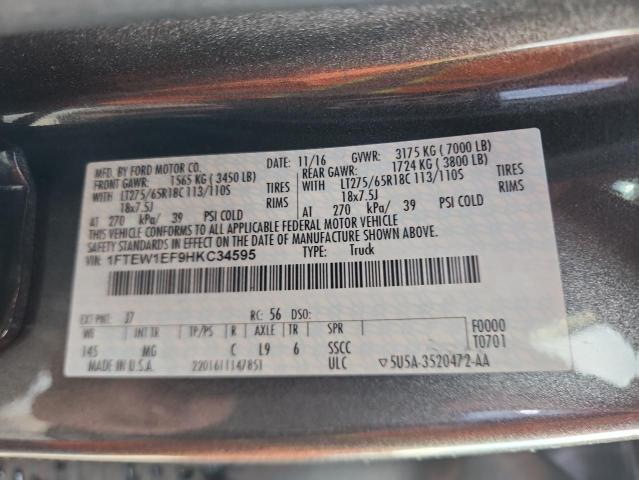 MFD. BY FORD MOTOR CO. 11/16 GVWR: 3175 KG (7000 LB)
FRONT GAWR: 1565 KG (3450 LB) REAR GAWR: 1724 KG (3800 LB)
WITH LT275/65R18C 113/110S TIRES WITH LT275/65R18C 113/110S TIRES
18x7.5J RIMS 18x7.5J RIMS
AT 270 kPa/ 39 PSI COLD AT 270 kPa/ 39 PSI COLD
THIS VEHICLE CONFORMS TO ALL APPLICABLE FEDERAL MOTOR VEHICLE
SAFETY STANDARDS IN EFFECT ON THE DATE OF MANUFACTURE SHOWN ABOVE.
VIN: 1FTEW1EF9HKC34595 TYPE: Truck
EXT PNT: J7 RC: 56 DSO: F0000
WB INT TR TP/PS R AXLE TR SPR T0701
145 MG C L9 6 SSCC
MADE IN U.S.A. 2201611147851 ULC ▽5U5A-3520472-AA